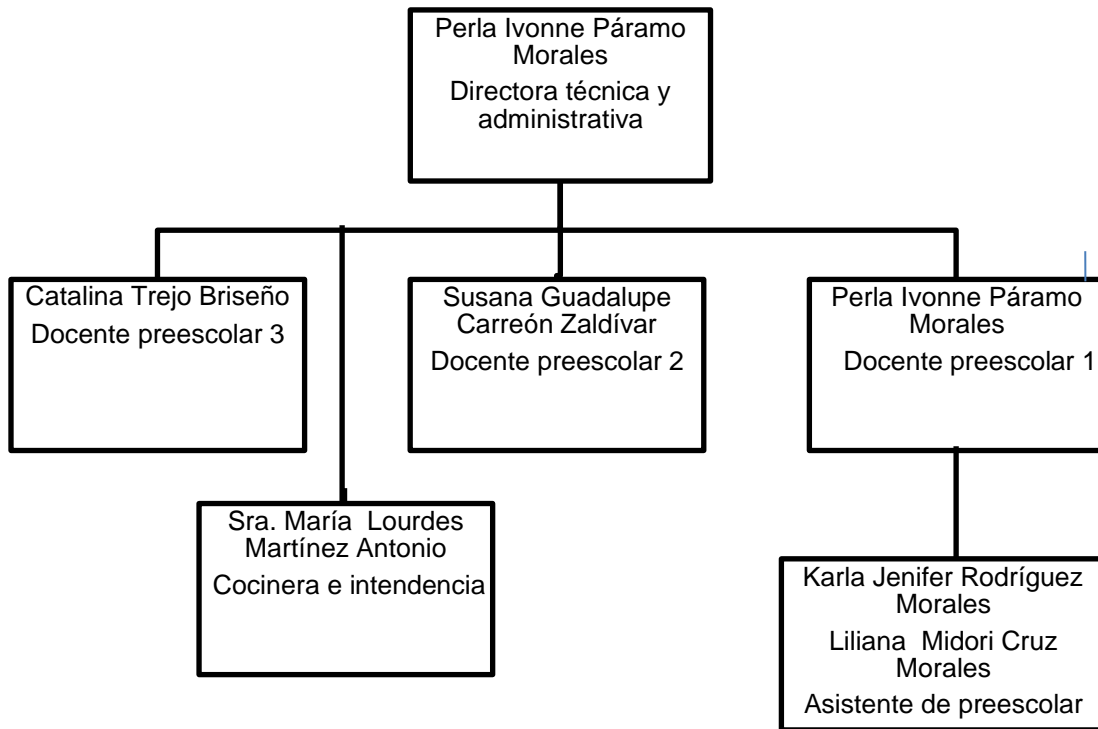 Perla Ivonne Páramo
Morales
Directora técnica y
administrativa
Catalina Trejo Briseño
Docente preescolar 3
Susana Guadalupe
Carreón Zaldívar
Docente preescolar 2
Perla Ivonne Páramo
Morales
Docente preescolar 1
Sra. María  Lourdes
Martínez Antonio
Cocinera e intendencia
Karla Jenifer Rodríguez
Morales
Liliana  Midori Cruz
Morales
Asistente de preescolar